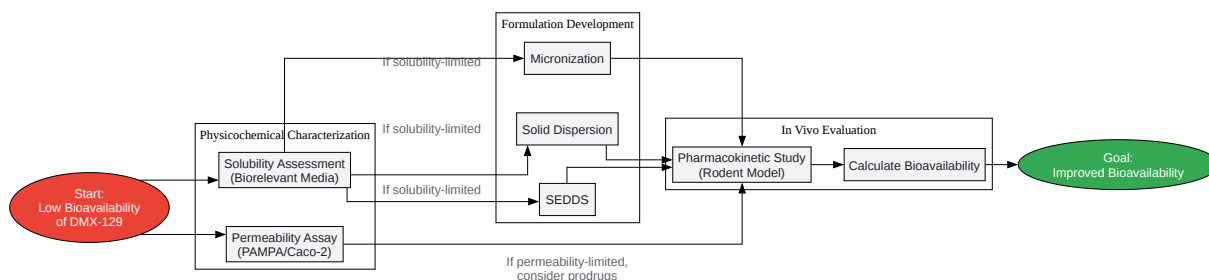 Start:
Low Bioavailability
of DMX-129
Physicochemical Characterization
Solubility Assessment
(Biorelevant Media)
Permeability Assay
(PAMPA/Caco-2)
If solubility-limited
If solubility-limited
If solubility-limited
If permeability-limited,
consider prodrugs
Formulation Development
Micronization
Solid Dispersion
SEDDS
In Vivo Evaluation
Pharmacokinetic Study
(Rodent Model)
Calculate Bioavailability
Goal:
Improved Bioavailability